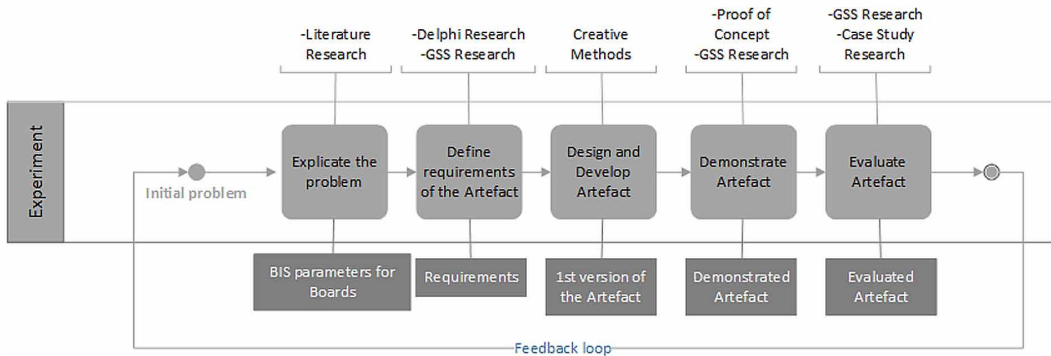 -Literature
Research
-Delphi Research
-GSS Research
Creative
Methods
-Proof of
Concept
-GSS Research
-GSS Research
-Case Study
Research
Experiment
Initial problem
Explicate the
problem
Define
requirements
of the Artefact
Design and
Develop
Artefact
Demonstrate
Artefact
Evaluate
Artefact
BIS parameters for
Boards
Requirements
1st version of
the Artefact
Demonstrated
Artefact
Evaluated
Artefact
Feedback loop